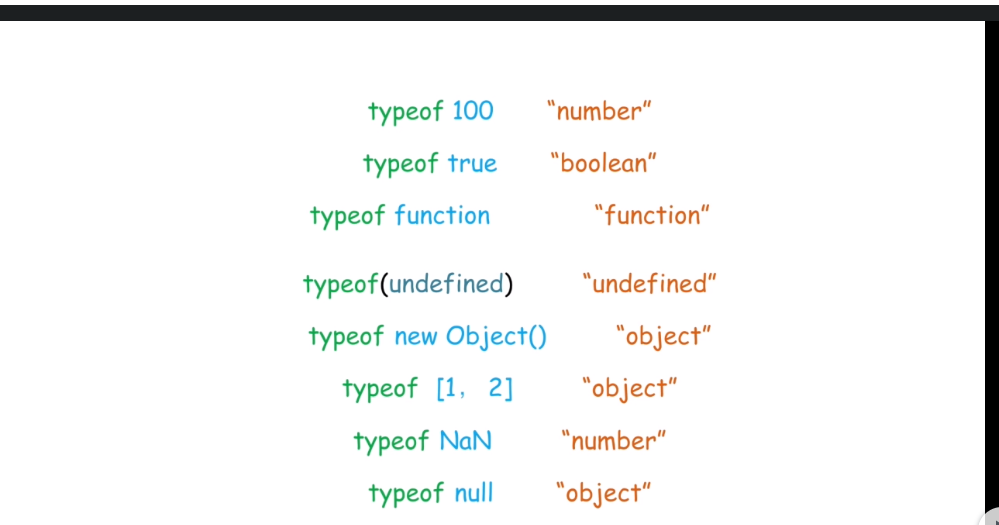 typeof 100 “number”
typeof true “boolean”
typeof function “function”
typeof(undefined) “undefined”
typeof new Object() “object”
typeof [1, 2] “object”
typeof NaN “number”
typeof null “object”